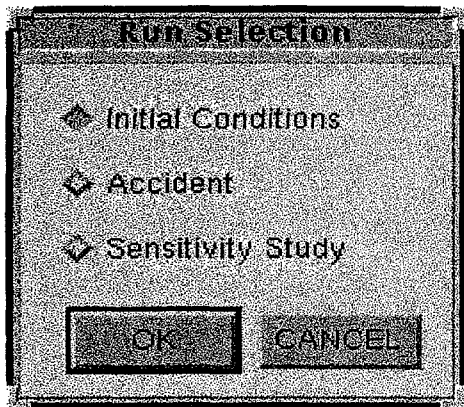 Run Selection
Initial Conditions
Accident
Sensitivity Study
OK
CANCEL